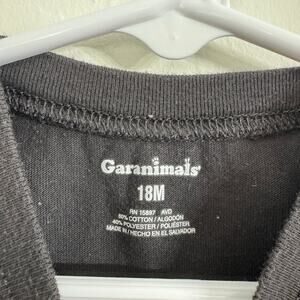 Garanimals®
18M
RN 15897 AVD
60% COTTON / ALGODÓN
40% POLYESTER / POLIÉSTER
MADE IN / HECHO EN EL SALVADOR